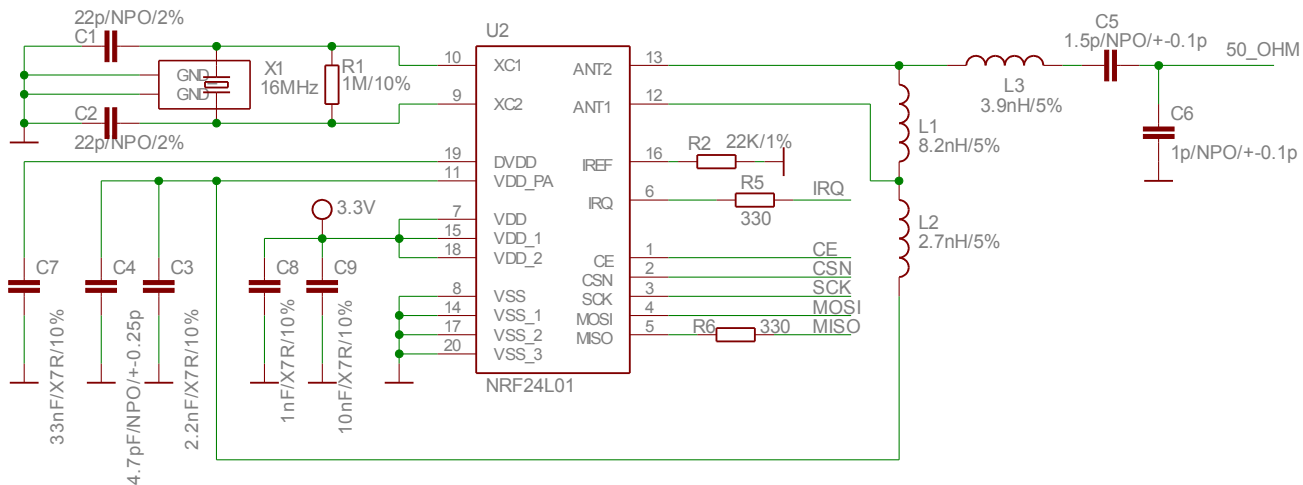 22p/NPO/2%
C1
GND
GND
X1
16MHz
R1
1M/10%
C2
22p/NPO/2%
U2
10
XC1
9
XC2
19
DVDD
11
VDD_PA
7
VDD
15
VDD_1
18
VDD_2
8
VSS
14
VSS_1
17
VSS_2
20
VSS_3
ANT2
13
ANT1
12
IREF
16
IRQ
6
CE
1
CSN
2
SCK
3
MOSI
4
MISO
5
NRF24L01
R2
22K/1%
R5
330
IRQ
CE
CSN
SCK
MOSI
MISO
R6
330
L1
8.2nH/5%
L2
2.7nH/5%
L3
3.9nH/5%
C5
1.5p/NPO/+-0.1p
50_OHM
C6
1p/NPO/+-0.1p
3.3V
C7
33nF/X7R/10%
C4
4.7pF/NPO/+-0.25p
C3
2.2nF/X7R/10%
C8
1nF/X7R/10%
C9
10nF/X7R/10%